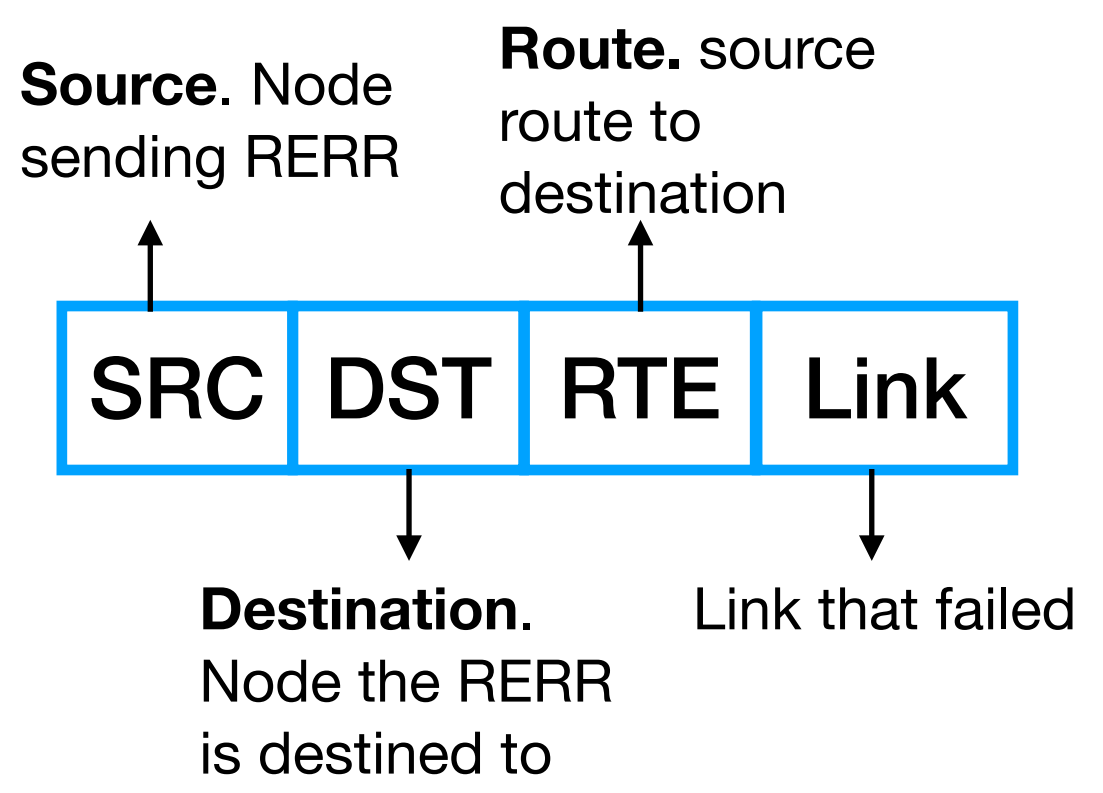 Source. Node
sending RERR
Route. source
route to
destination
SRC DST RTE Link
Destination.
Node the RERR
is destined to
Link that failed